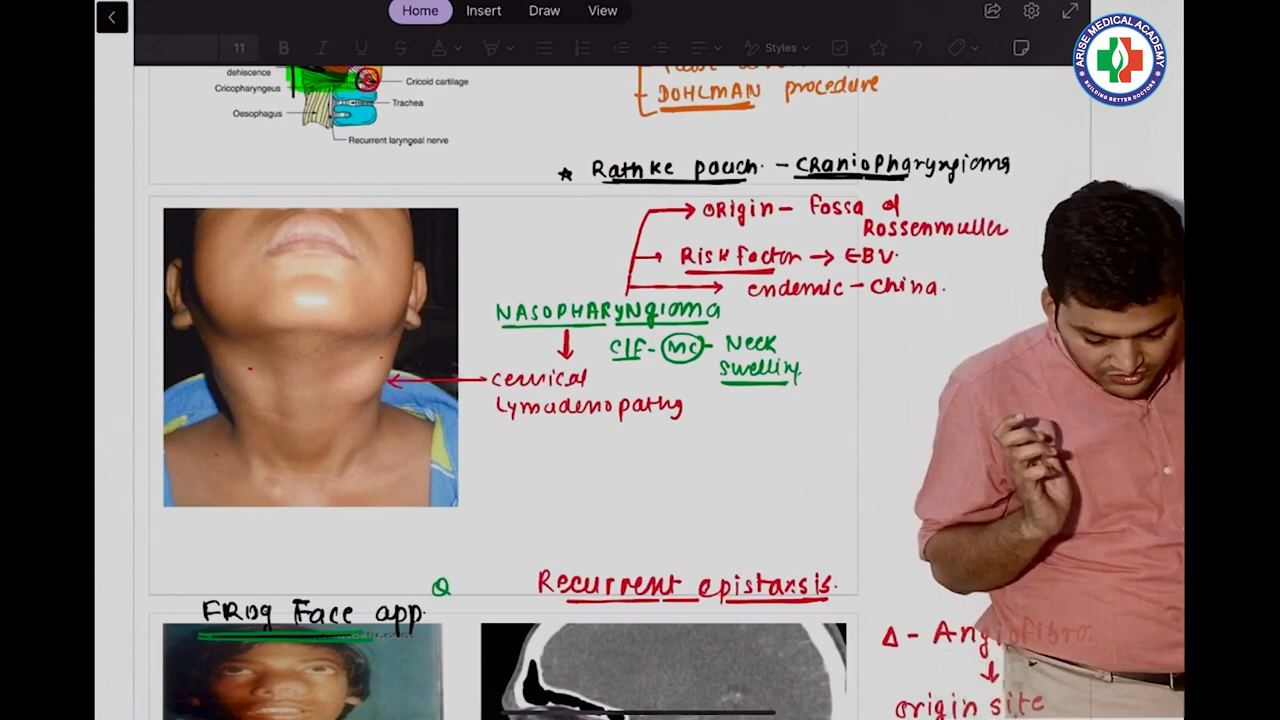 Home Insert Draw View
11 B I U S A Styles ?
ARISE MEDICAL ACADEMY
BUILDING BETTER DOCTORS
dehiscence
Cricopharyngeus
Oesophagus
Cricoid cartilage
Trachea
Recurrent laryngeal nerve
DOHLMAN procedure
* Rathke pouch - CRaniopharyngioma
origin - Fossa of
Rossenmuller
Risk factor → EBV.
endemic - China.
NASOPHARyNgioma
C/F - MC - Neck
swelling
cervical
Lymadenopathy
Q
Recurrent epistaxsis.
FROg Face app.
Δ - Angiofibro
origin site